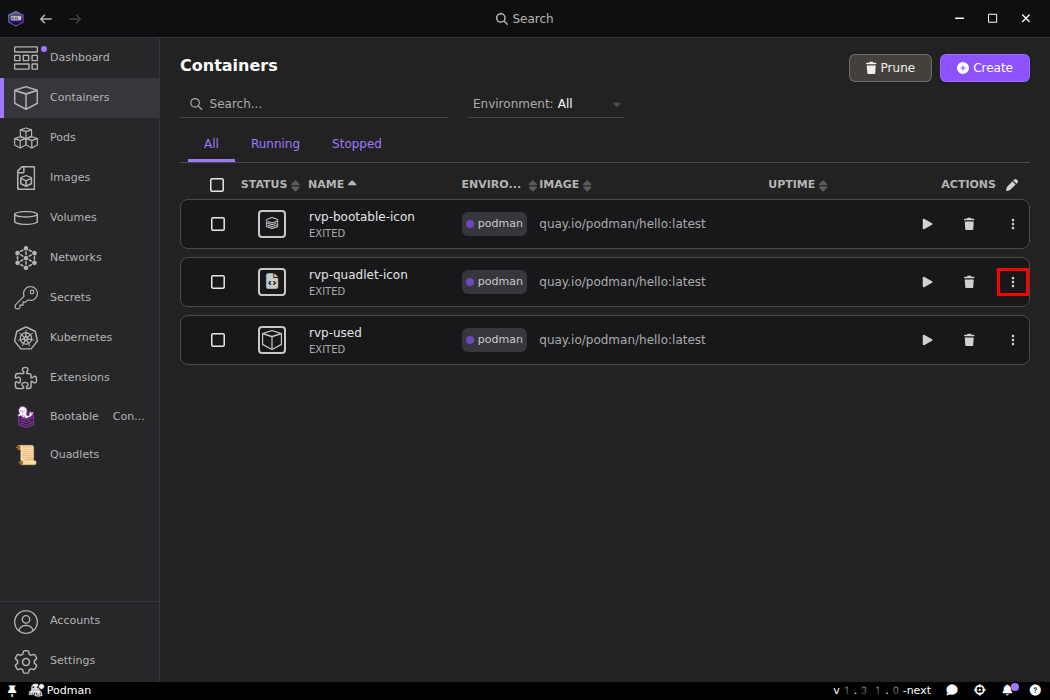 Search
Dashboard
Containers
Pods
Images
Volumes
Networks
Secrets
Kubernetes
Extensions
Bootable Con...
Quadlets
Accounts
Settings
Containers
Prune
Create
Search...
Environment: All
All Running Stopped
STATUS NAME ENVIRO... IMAGE UPTIME ACTIONS
rvp-bootable-icon
EXITED
podman quay.io/podman/hello:latest
rvp-quadlet-icon
EXITED
podman quay.io/podman/hello:latest
rvp-used
EXITED
podman quay.io/podman/hello:latest
Podman
v1.31.0-next